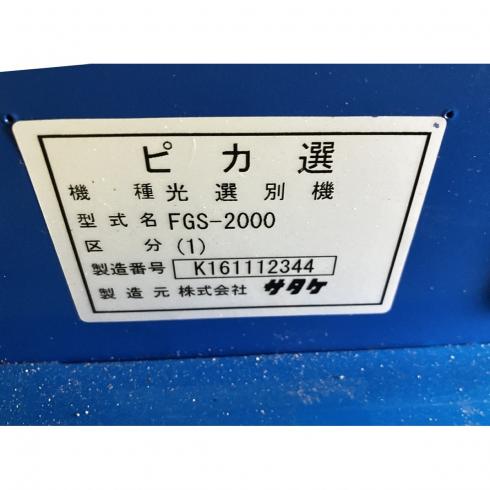 ピカ選
機種 光選別機
型式名 FGS-2000
区分 (1)
製造番号 K161112344
製造元 株式会社 サタケ